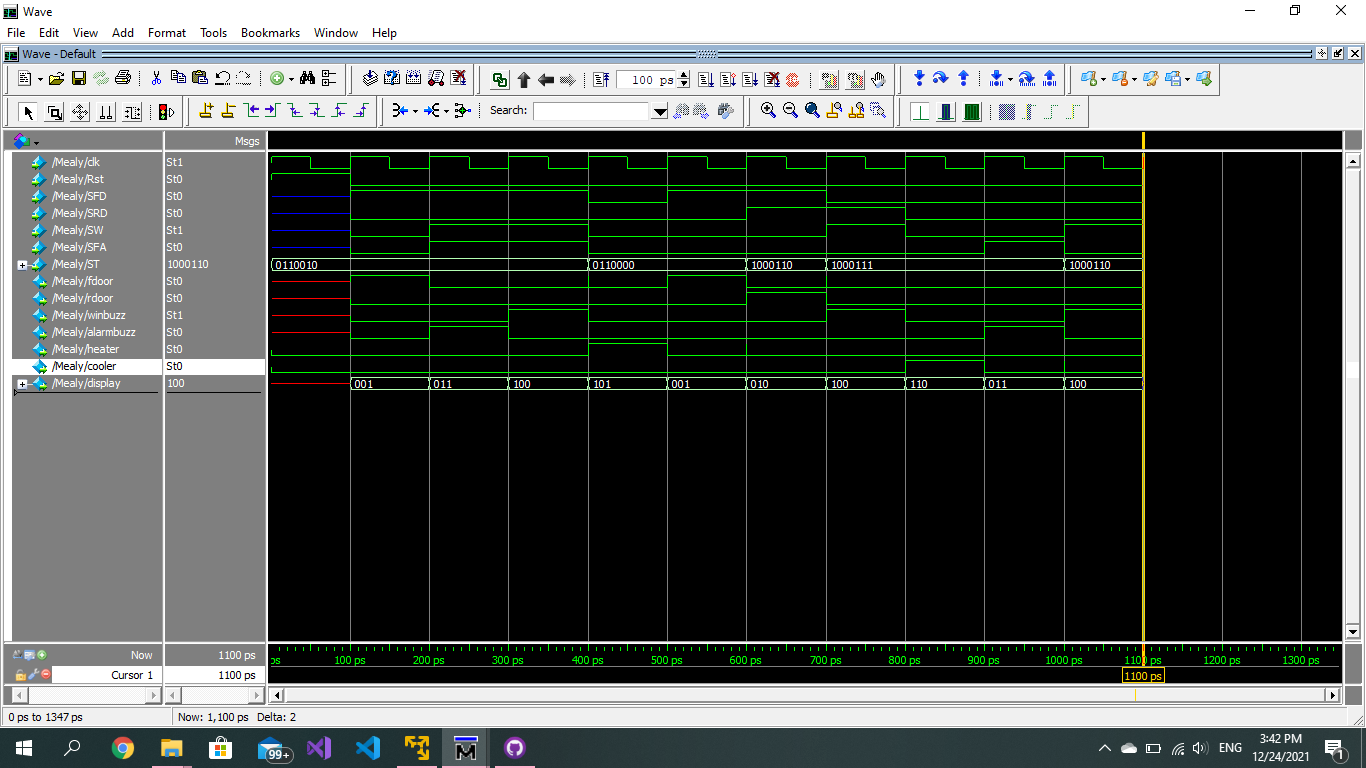 Wave
File Edit View Add Format Tools Bookmarks Window Help
Wave - Default
100 ps
Search:
Msgs
/Mealy/clk St1
/Mealy/Rst St0
/Mealy/SFD St0
/Mealy/SRD St0
/Mealy/SW St1
/Mealy/SFA St0
/Mealy/ST 1000110 0110010 0110000 1000110 1000111 1000110
/Mealy/fdoor St0
/Mealy/rdoor St0
/Mealy/winbuzz St1
/Mealy/alarmbuzz St0
/Mealy/heater St0
/Mealy/cooler St0
/Mealy/display 100 001 011 100 101 001 010 100 110 011 100
Now 1100 ps ps 100 ps 200 ps 300 ps 400 ps 500 ps 600 ps 700 ps 800 ps 900 ps 1000 ps 1100 ps 1200 ps 1300 ps
Cursor 1 1100 ps 1100 ps
0 ps to 1347 ps Now: 1,100 ps Delta: 2
99+ ENG 3:42 PM
12/24/2021 1